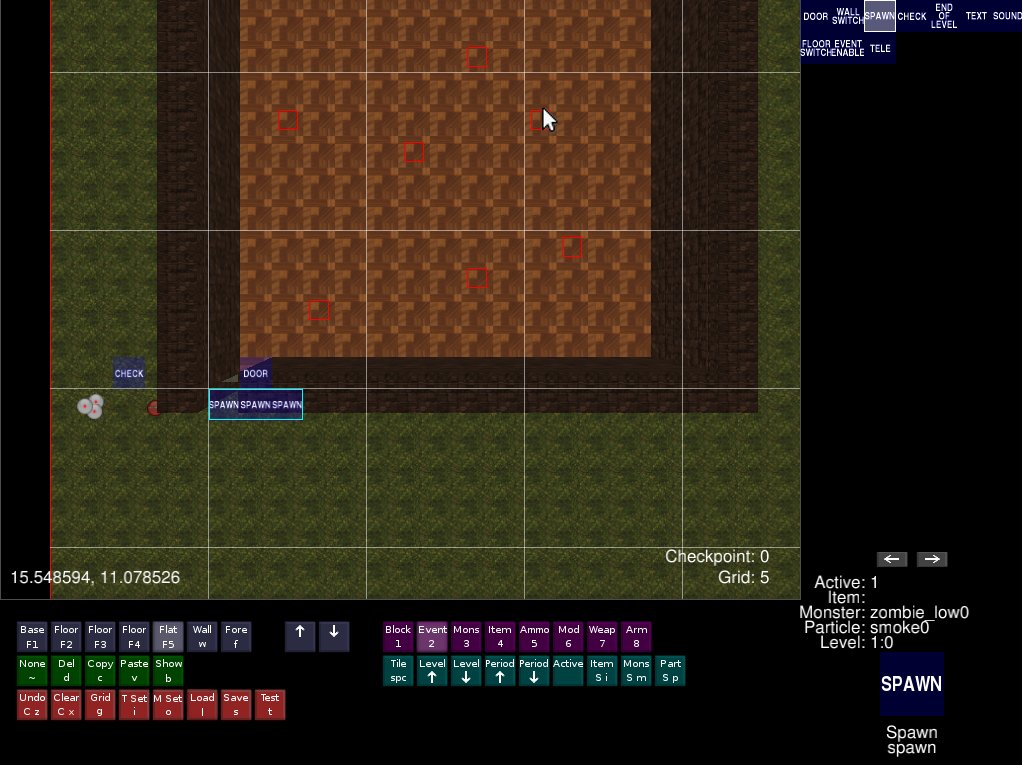 DOOR WALL SWITCH SPAWN CHECK END OF LEVEL TEXT SOUND
FLOOR SWITCH EVENT ENABLE TELE
CHECK
DOOR
SPAWN SPAWN SPAWN
Checkpoint: 0
15.548594, 11.078526
Grid: 5
Active: 1
Item:
Monster: zombie_low0
Particle: smoke0
Level: 1:0
SPAWN
Spawn
spawn
Base Floor Floor Floor Flat Wall Fore
F1 F2 F3 F4 F5 w f
None Del Copy Paste Show
~ d c v b
Undo Clear Grid T Set M Set Load Save Test
C z C x g i o l s t
Block Event Mons Item Ammo Mod Weap Arm
1 2 3 4 5 6 7 8
Tile Level Level Period Period Active Item Mons Part
spc ↑ ↓ ↑ ↓ S i S m S p